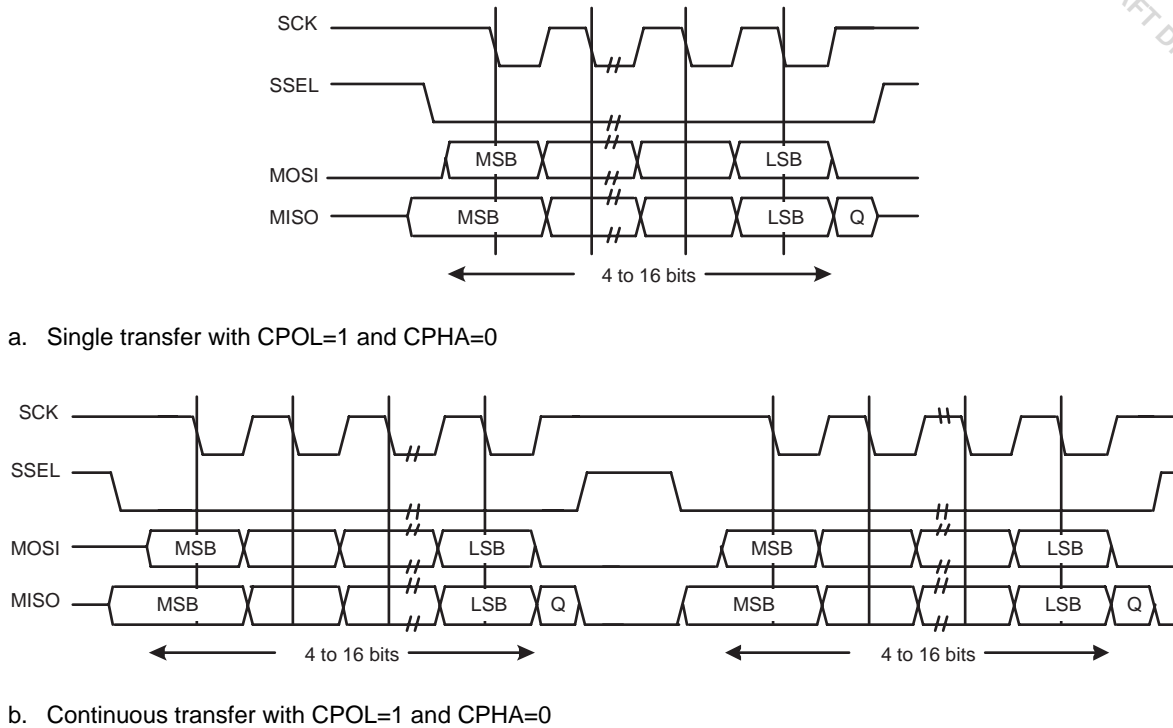 SCK
SSEL
MOSI MSB LSB
MISO MSB LSB Q
4 to 16 bits
a. Single transfer with CPOL=1 and CPHA=0
SCK
SSEL
MOSI MSB LSB MSB LSB
MISO MSB LSB Q MSB LSB Q
4 to 16 bits 4 to 16 bits
b. Continuous transfer with CPOL=1 and CPHA=0